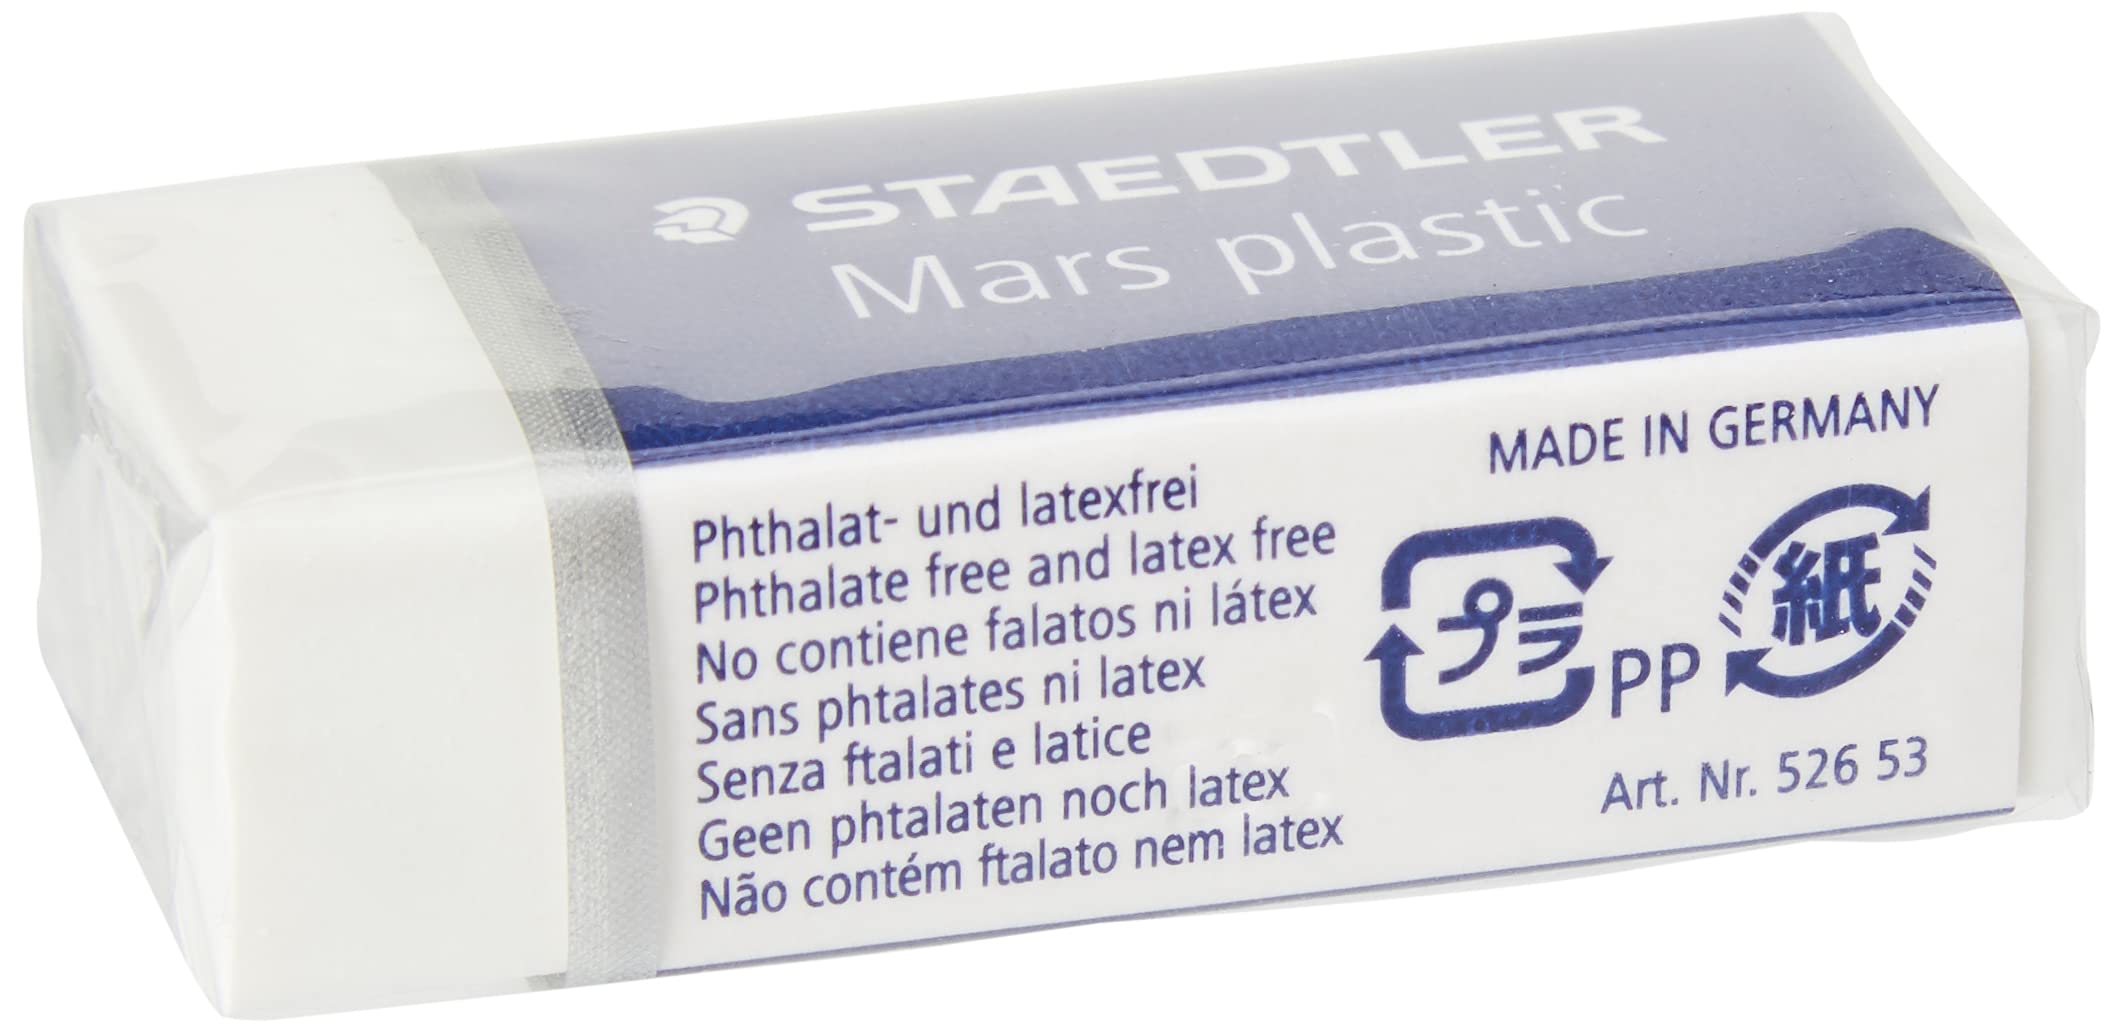 STAEDTLER
Mars plastic
MADE IN GERMANY
Phthalat- und latexfrei
Phthalate free and latex free
No contiene falatos ni látex
Sans phtalates ni latex
Senza ftalati e latice
Geen phtalaten noch latex
Não contém ftalato nem latex
プラ PP
紙
Art. Nr. 526 53